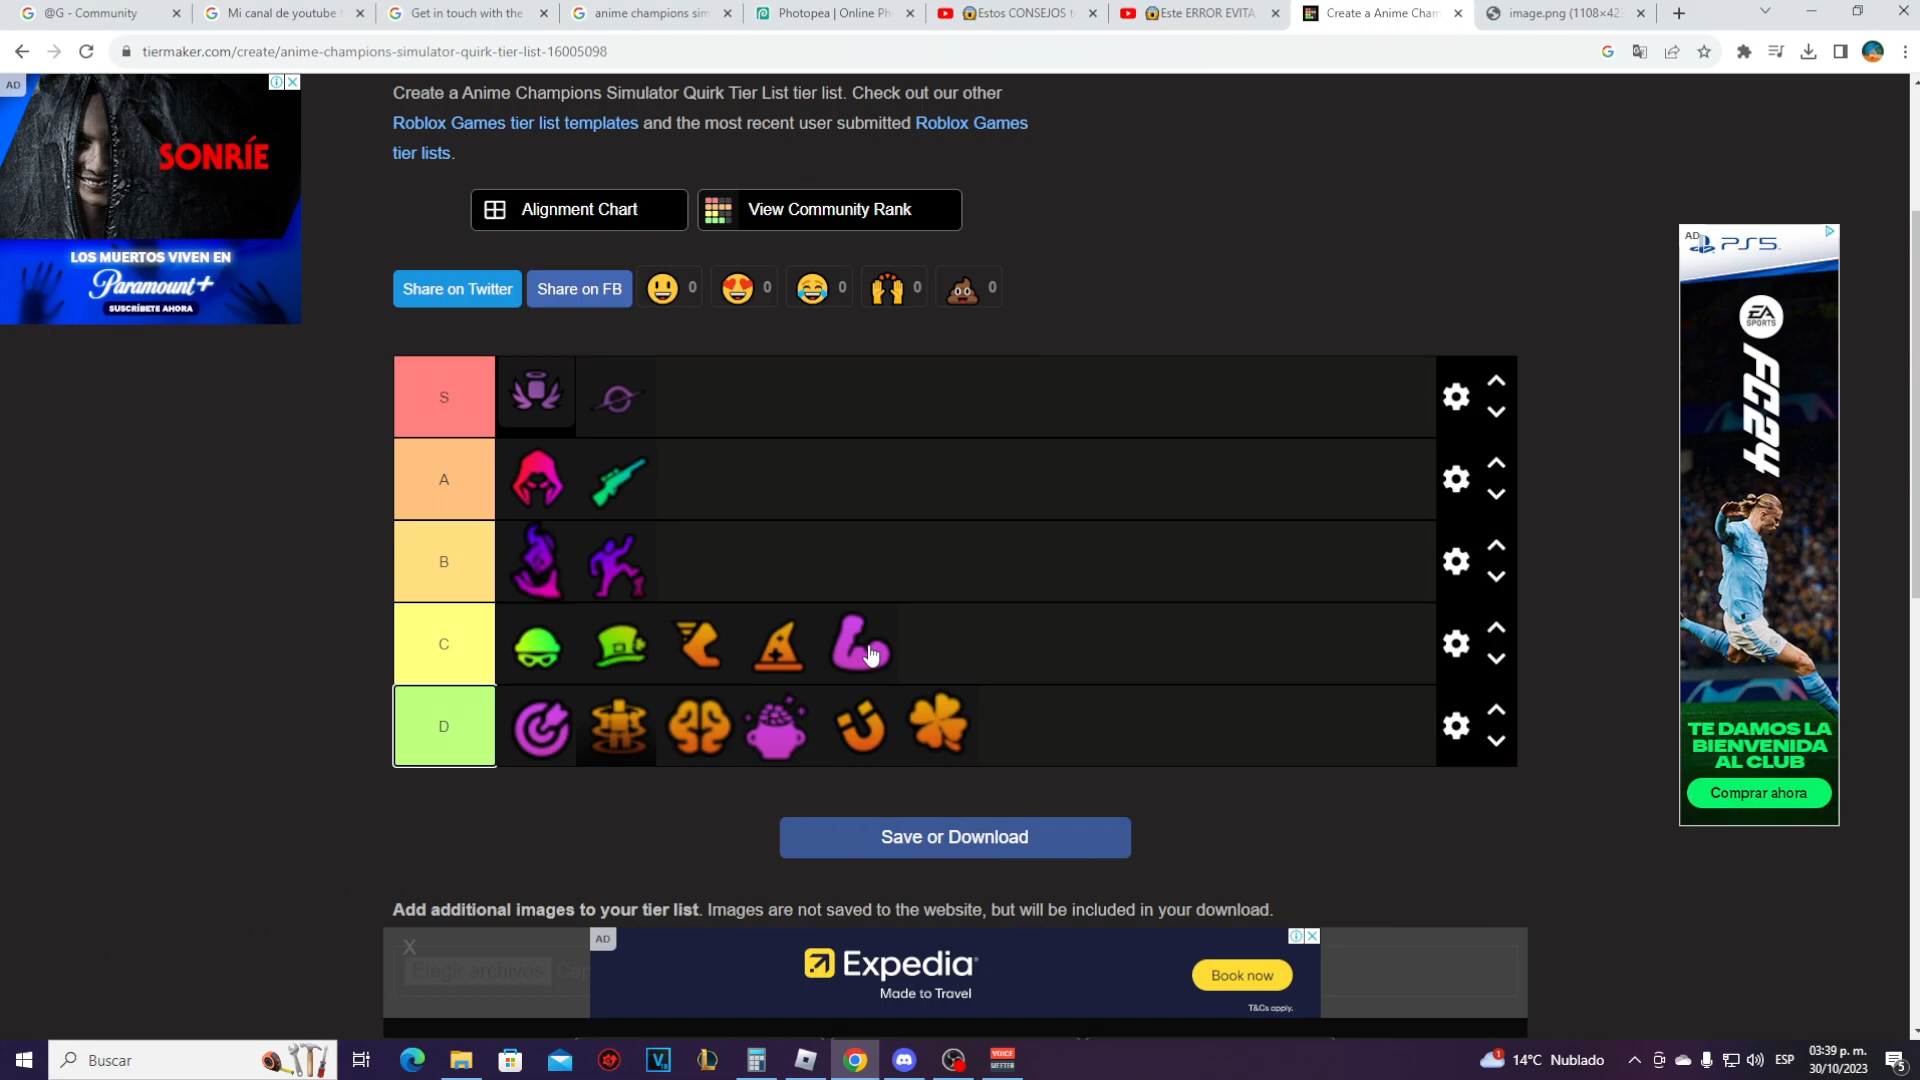 @G - Community
Mi canal de youtube
Get in touch with the
anime champions sim
Photopea | Online Ph
😱Estos CONSEJOS t
😱Este ERROR EVITA
Create a Anime Cham
image.png (1108×42
tiermaker.com/create/anime-champions-simulator-quirk-tier-list-16005098
AD
SONRÍE
LOS MUERTOS VIVEN EN
Paramount+
SUSCRÍBETE AHORA
Create a Anime Champions Simulator Quirk Tier List tier list. Check out our other
Roblox Games tier list templates and the most recent user submitted Roblox Games
tier lists.
Alignment Chart
View Community Rank
Share on Twitter
Share on FB
0
0
0
0
0
S
A
B
C
D
AD
PS5
EA
SPORTS
FC24
TE DAMOS LA
BIENVENIDA
AL CLUB
Comprar ahora
Save or Download
Add additional images to your tier list. Images are not saved to the website, but will be included in your download.
X
Elegir archivos
AD
Expedia
Made to Travel
Book now
T&Cs apply.
Buscar
VOICE
MEETER
1
14°C Nublado
ESP
03:39 p. m.
30/10/2023
5